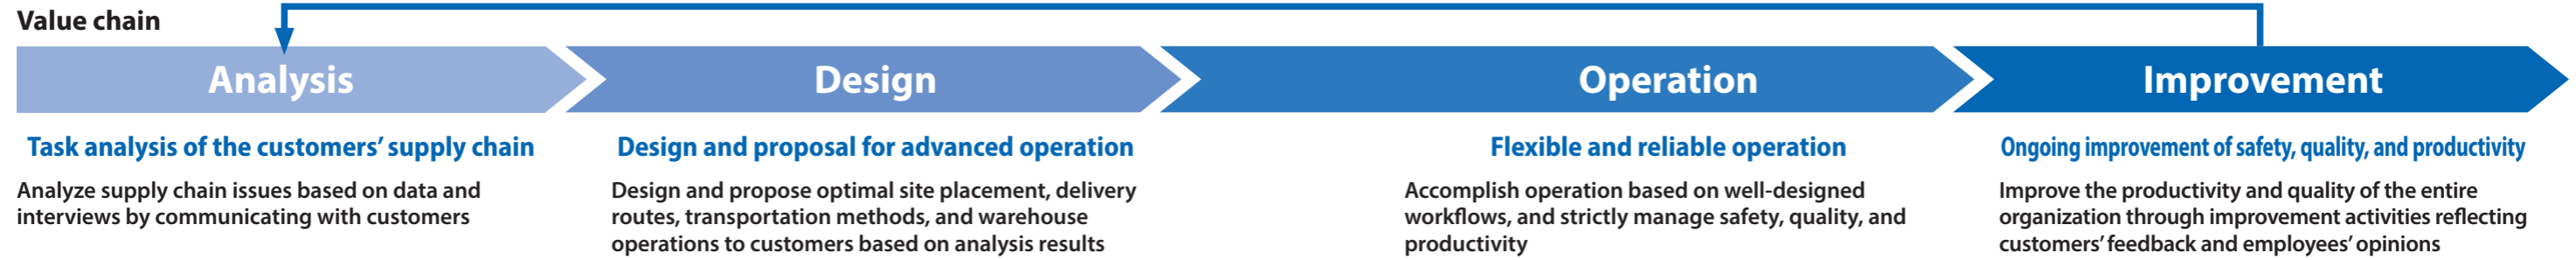 Value chain
Analysis
Design
Operation
Improvement
Task analysis of the customers’ supply chain
Analyze supply chain issues based on data and
interviews by communicating with customers
Design and proposal for advanced operation
Design and propose optimal site placement, delivery
routes, transportation methods, and warehouse
operations to customers based on analysis results
Flexible and reliable operation
Accomplish operation based on well-designed
workflows, and strictly manage safety, quality, and
productivity
Ongoing improvement of safety, quality, and productivity
Improve the productivity and quality of the entire
organization through improvement activities reflecting
customers’ feedback and employees’ opinions